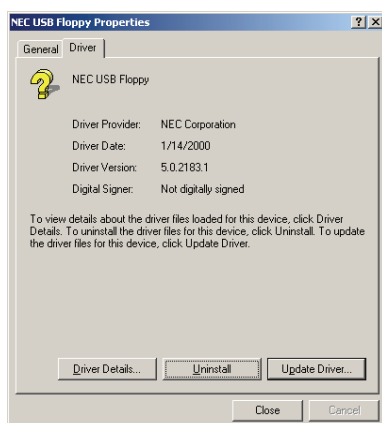 NEC USB Floppy Properties
General Driver
NEC USB Floppy
Driver Provider: NEC Corporation
Driver Date: 1/14/2000
Driver Version: 5.0.2183.1
Digital Signer: Not digitally signed
To view details about the driver files loaded for this device, click Driver
Details. To uninstall the driver files for this device, click Uninstall. To update
the driver files for this device, click Update Driver.
Driver Details... Uninstall Update Driver...
Close Cancel